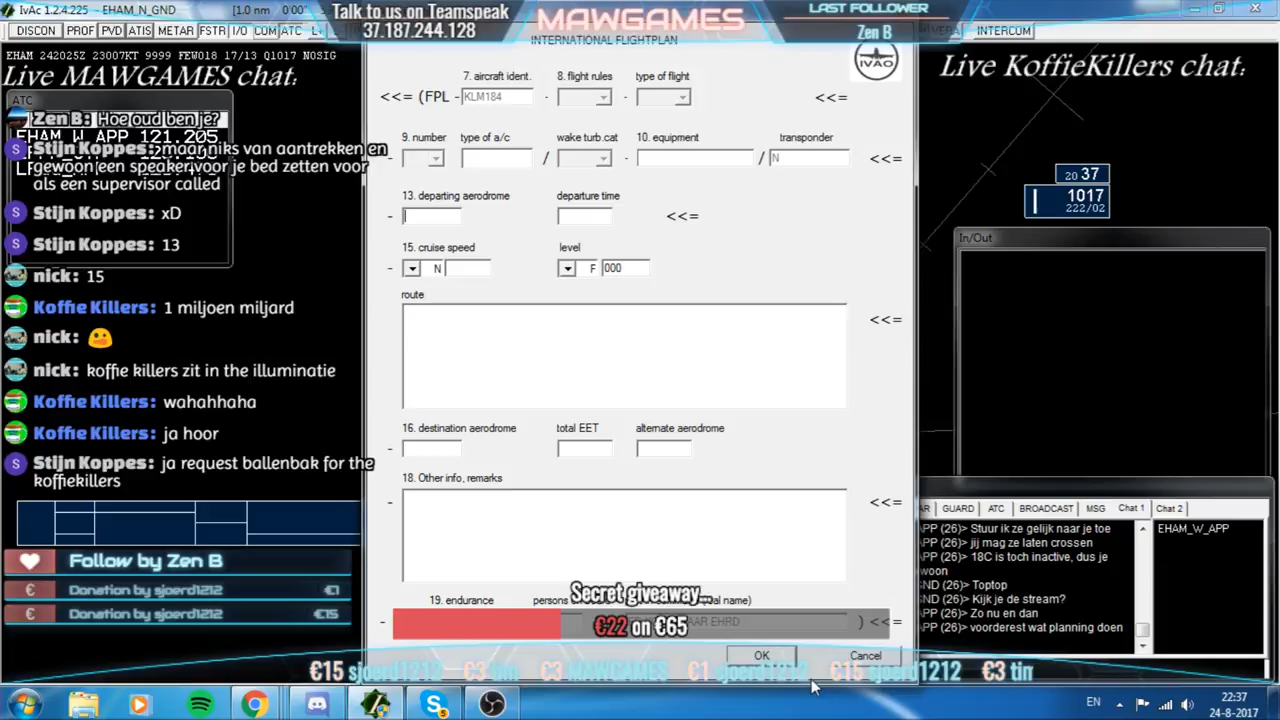 IvAc 1.2.4.225 - EHAM_N_GND
[1.0 nm 0'00"
Talk to us on Teamspeak
37.187.244.128
MAWGAMES
LAST FOLLOWER
Zen B
DISCON PROF PVD ATIS METAR FSTR I/O COM ATC
INTERCOM
INTERNATIONAL FLIGHTPLAN
IVAO
EHAM 242025Z 23007KT 9999 FEW018 17/13 Q1017 NOSIG
Live MAWGAMES chat:
Live KoffieKillers chat:
ATC
Zen B: Hoe oud ben je?
EHAM_W_APP 121.205
Stijn Koppes: maar niks van aantrekken en
gewoon een speaker voor je bed zetten voor
als een supervisor called
Stijn Koppes: xD
Stijn Koppes: 13
nick: 15
Koffie Killers: 1 miljoen miljard
nick:
nick: koffie killers zit in the illuminatie
Koffie Killers: wahahhaha
Koffie Killers: ja hoor
Stijn Koppes: ja request ballenbak for the
koffiekillers
Follow by Zen B
Donation by sjoerd1212 €1
Donation by sjoerd1212 €15
7. aircraft ident. 8. flight rules type of flight
<<= (FPL - KLM184 - - <<=
9. number type of a/c wake turb.cat 10. equipment transponder
- / - / N <<=
13. departing aerodrome departure time
- <<=
15. cruise speed level
- N F 000
route
<<=
16. destination aerodrome total EET alternate aerodrome
-
18. Other info, remarks
- <<=
Secret giveaway...
19. endurance persons
€22 on €65
AAR EHRD ) <<=
OK Cancel
20 37
1017
222/02
In/Out
GUARD ATC BROADCAST MSG Chat 1 Chat 2
APP (26)> Stuur ik ze gelijk naar je toe
APP (26)> jij mag ze laten crossen
APP (26)> 18C is toch inactive, dus je
woon
GND (26)> Toptop
GND (26)> Kijk je de stream?
APP (26)> Zo nu en dan
APP (26)> voorderest wat planning doen
EHAM_W_APP
€15 sjoerd1212 €3 tim €3 MAWGAMES €1 sjoerd1212 €15 sjoerd1212 €3 tim
EN
22:37
24-8-2017